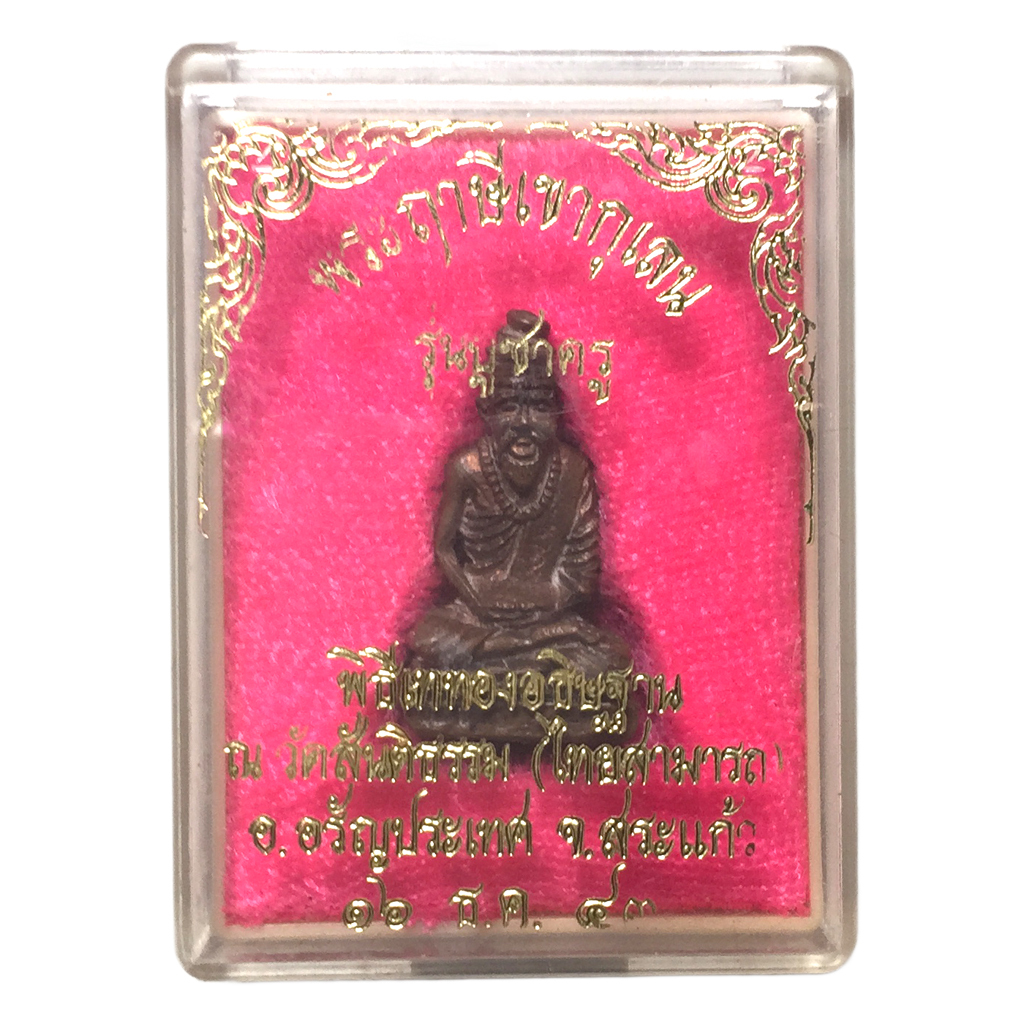 พระฤๅษีเขากุเลน
รุ่นบูชาครู
พิธีเททองอธิษฐาน
ณ วัดสันติธรรม (ไทยสามารถ)
อ.อรัญประเทศ จ.สระแก้ว
๑๖ ธ.ค. ๔๓